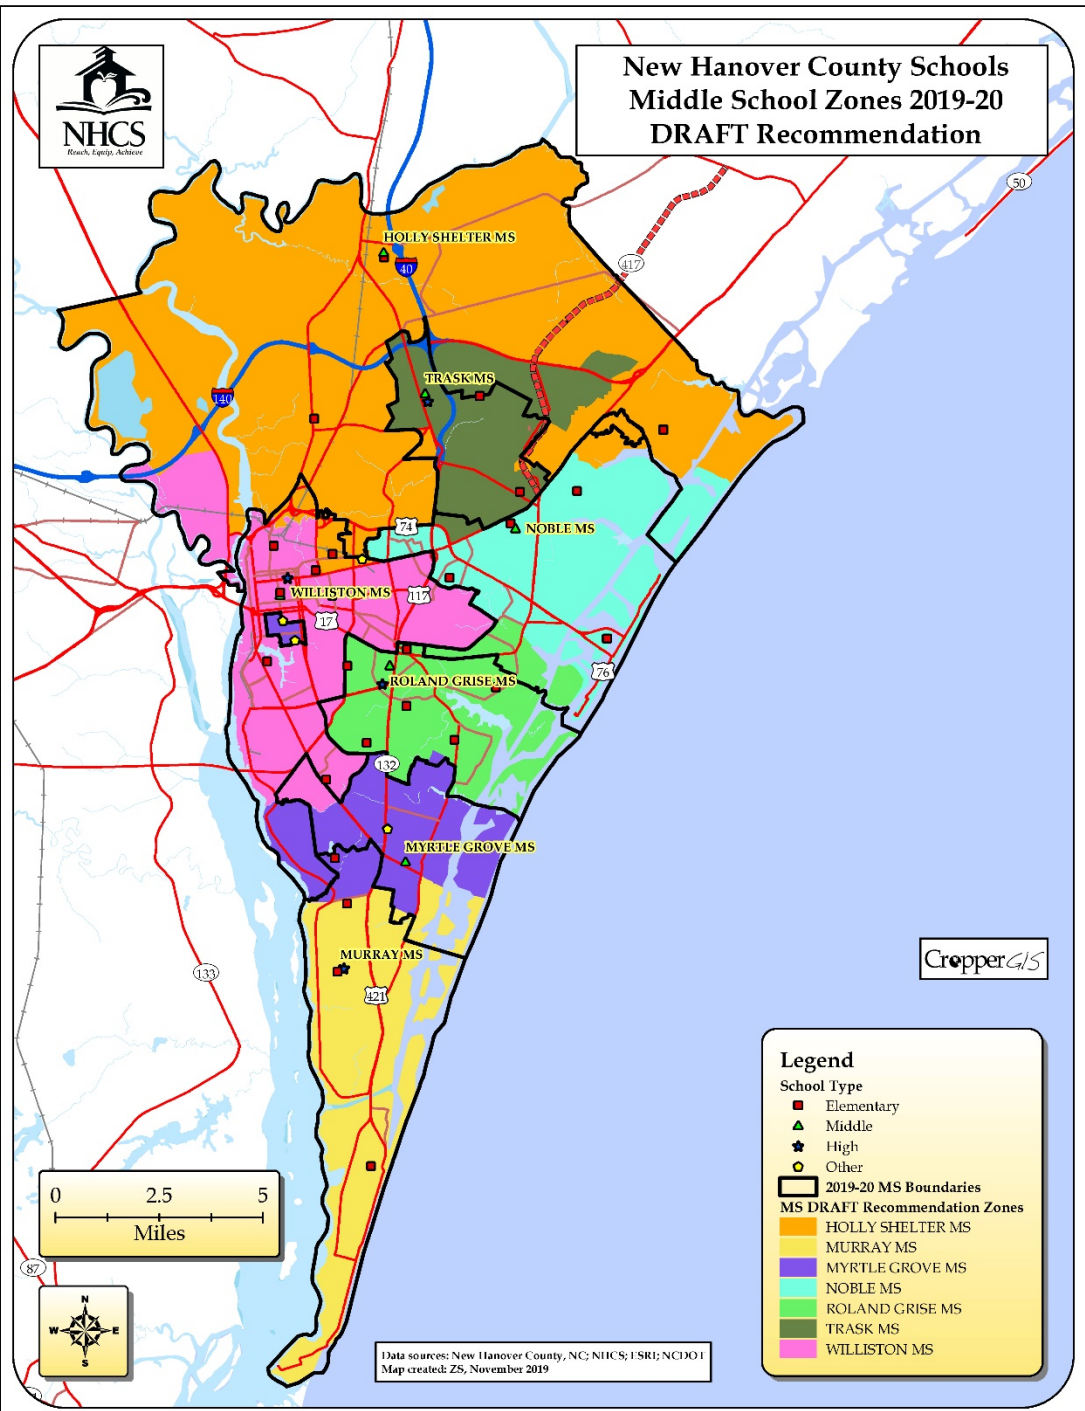 NHCS
Reach, Equip, Achieve
New Hanover County Schools
Middle School Zones 2019-20
DRAFT Recommendation
50
HOLLY SHELTER MS
40
417
TRASK MS
140
74
NOBLE MS
WILLISTON MS
117
17
76
ROLAND GRISE MS
132
MYRTLE GROVE MS
MURRAY MS
133
421
CropperGIS
Legend
School Type
Elementary
Middle
High
Other
2019-20 MS Boundaries
MS DRAFT Recommendation Zones
HOLLY SHELTER MS
MURRAY MS
MYRTLE GROVE MS
NOBLE MS
ROLAND GRISE MS
TRASK MS
WILLISTON MS
0 2.5 5
Miles
87
N
W E
S
Data sources: New Hanover County, NC; NHCS; ESRI; NCDOT
Map created: ZS, November 2019